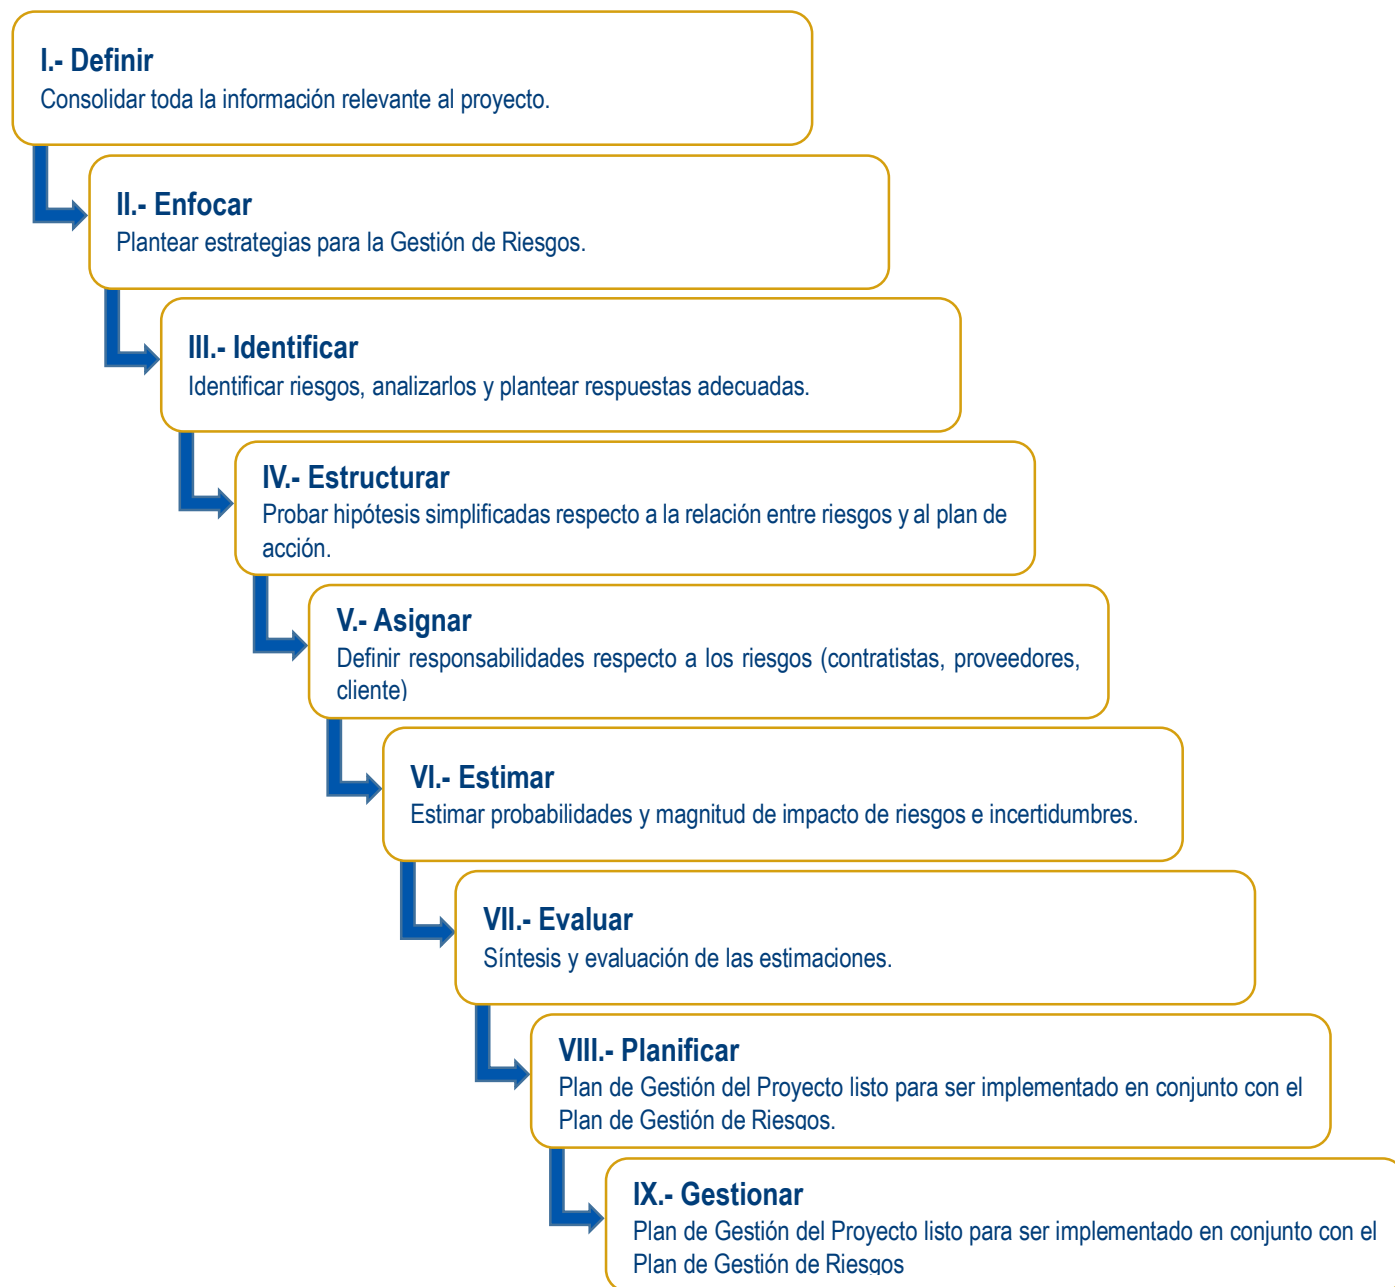 I.- Definir
Consolidar toda la información relevante al proyecto.
II.- Enfocar
Plantear estrategias para la Gestión de Riesgos.
III.- Identificar
Identificar riesgos, analizarlos y plantear respuestas adecuadas.
IV.- Estructurar
Probar hipótesis simplificadas respecto a la relación entre riesgos y al plan de
acción.
V.- Asignar
Definir responsabilidades respecto a los riesgos (contratistas, proveedores,
cliente)
VI.- Estimar
Estimar probabilidades y magnitud de impacto de riesgos e incertidumbres.
VII.- Evaluar
Síntesis y evaluación de las estimaciones.
VIII.- Planificar
Plan de Gestión del Proyecto listo para ser implementado en conjunto con el
Plan de Gestión de Riesgos.
IX.- Gestionar
Plan de Gestión del Proyecto listo para ser implementado en conjunto con el
Plan de Gestión de Riesgos